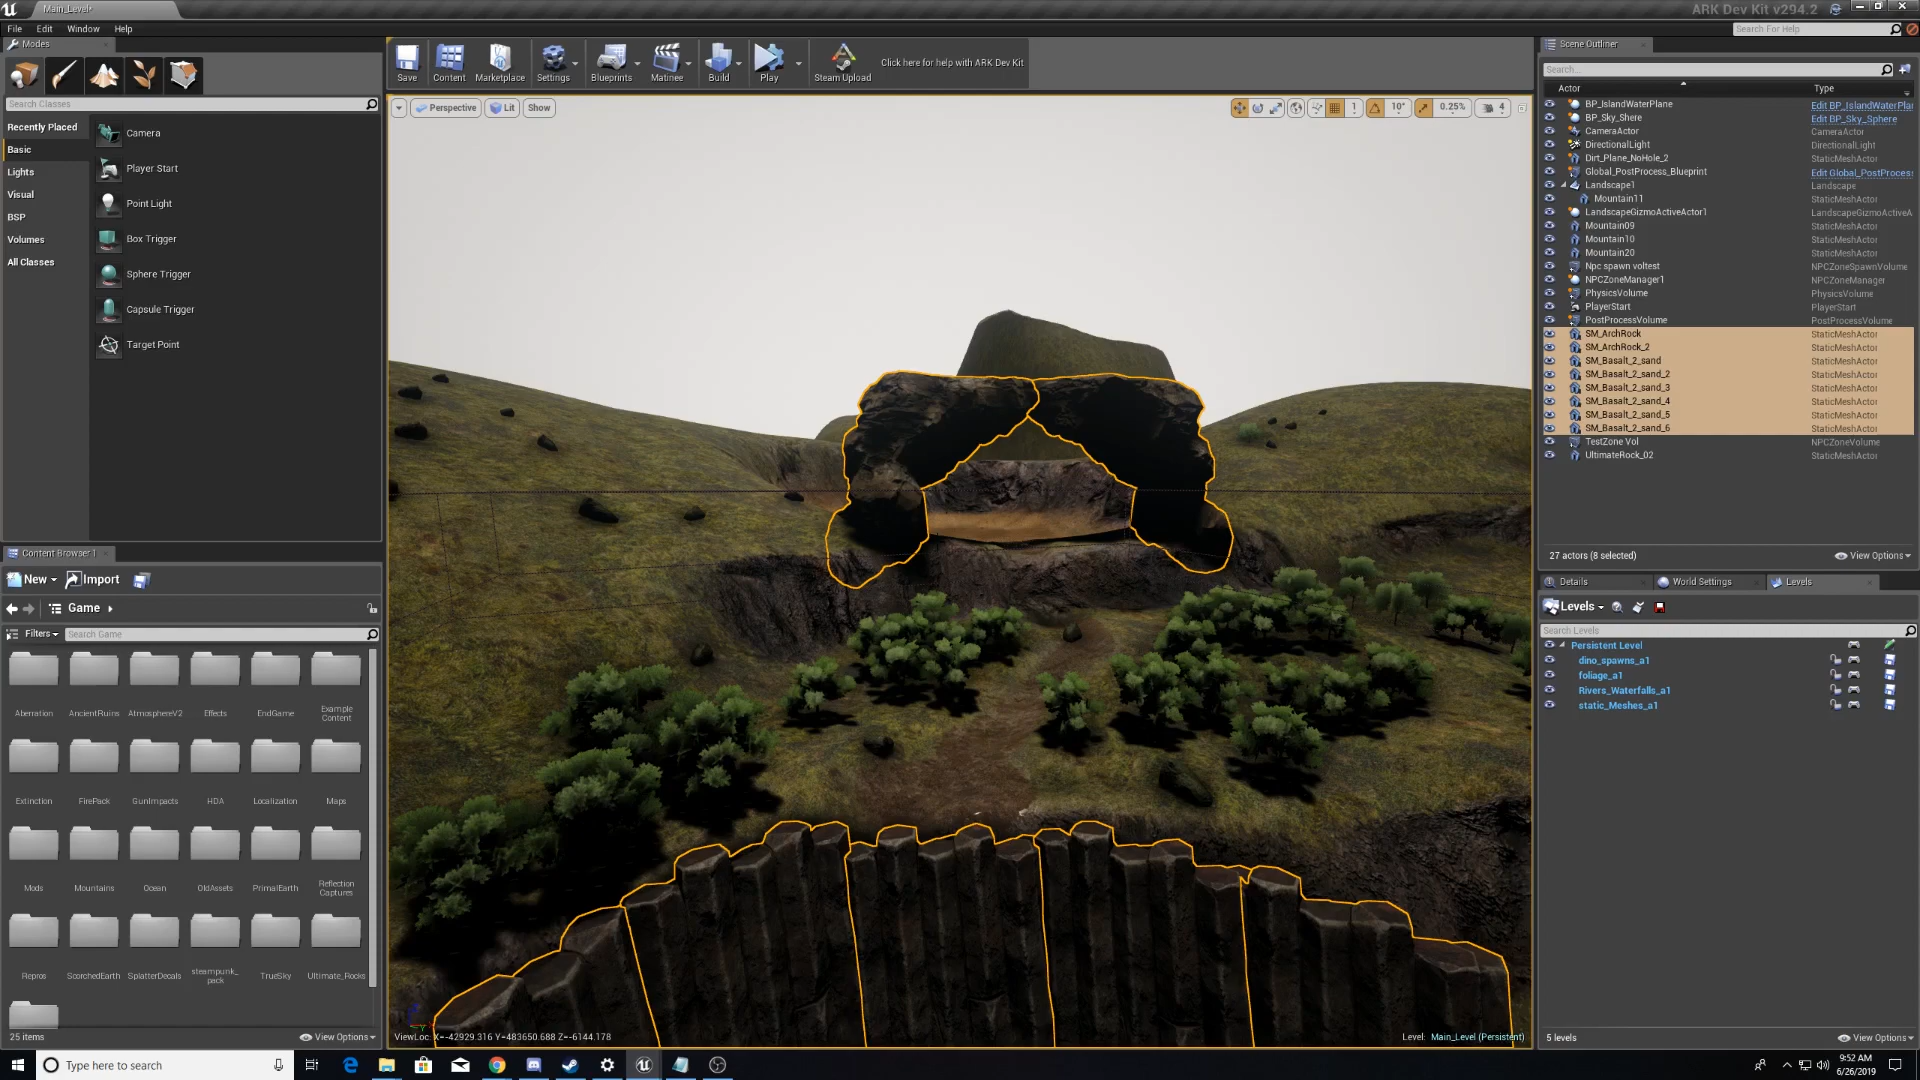 Main_Level*
ARK Dev Kit v294.2
File Edit Window Help
Search For Help
Modes
Search Classes
Recently Placed
Basic
Lights
Visual
BSP
Volumes
All Classes
Camera
Player Start
Point Light
Box Trigger
Sphere Trigger
Capsule Trigger
Target Point
Save
Content
Marketplace
Settings
Blueprints
Matinee
Build
Play
Steam Upload
Click here for help with ARK Dev Kit
Perspective
Lit
Show
1
10°
0.25%
4
ViewLoc: X=-42929.316 Y=483650.688 Z=-6144.178
Level: Main_Level (Persistent)
Content Browser 1
New
Import
Game
Filters
Search Game
Aberration
AncientRuins
AtmosphereV2
Effects
EndGame
Example
Content
Extinction
FirePack
GunImpacts
HDA
Localization
Maps
Mods
Mountains
Ocean
OldAssets
PrimalEarth
Reflection
Captures
Repros
ScorchedEarth
SplatterDecals
steampunk_
pack
TrueSky
Ultimate_Rocks
25 items
View Options
Scene Outliner
Search...
Actor Type
BP_IslandWaterPlane Edit BP_IslandWaterPlan
BP_Sky_Shere Edit BP_Sky_Sphere
CameraActor CameraActor
DirectionalLight DirectionalLight
Dirt_Plane_NoHole_2 StaticMeshActor
Global_PostProcess_Blueprint Edit Global_PostProcess
Landscape1 Landscape
Mountain11 StaticMeshActor
LandscapeGizmoActiveActor1 LandscapeGizmoActiveA
Mountain09 StaticMeshActor
Mountain10 StaticMeshActor
Mountain20 StaticMeshActor
Npc spawn voltest NPCZoneSpawnVolume
NPCZoneManager1 NPCZoneManager
PhysicsVolume PhysicsVolume
PlayerStart PlayerStart
PostProcessVolume PostProcessVolume
SM_ArchRock StaticMeshActor
SM_ArchRock_2 StaticMeshActor
SM_Basalt_2_sand StaticMeshActor
SM_Basalt_2_sand_2 StaticMeshActor
SM_Basalt_2_sand_3 StaticMeshActor
SM_Basalt_2_sand_4 StaticMeshActor
SM_Basalt_2_sand_5 StaticMeshActor
SM_Basalt_2_sand_6 StaticMeshActor
TestZone Vol NPCZoneVolume
UltimateRock_02 StaticMeshActor
27 actors (8 selected)
View Options
Details
World Settings
Levels
Levels
Search Levels
Persistent Level
dino_spawns_a1
foliage_a1
Rivers_Waterfalls_a1
static_Meshes_a1
5 levels
View Options
Type here to search
9:52 AM
6/26/2019